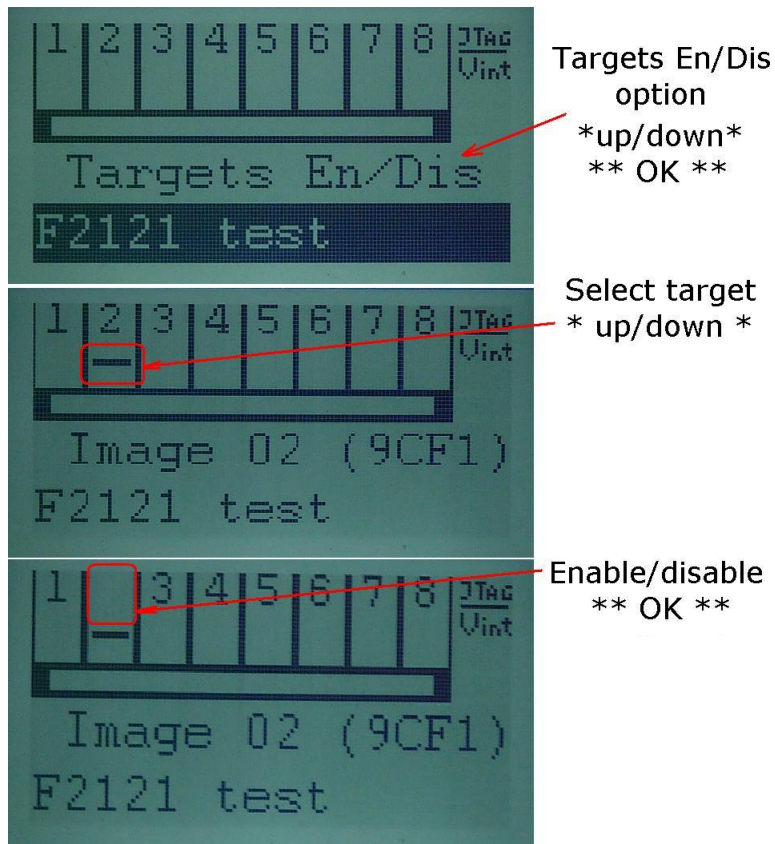 1 2 3 4 5 6 7 8 JTAG
Vint
Targets En/Dis
F2121 test
Targets En/Dis
option
*up/down*
** OK **
1 2 3 4 5 6 7 8 JTAG
Vint
Image 02 (9CF1)
F2121 test
Select target
* up/down *
1 3 4 5 6 7 8 JTAG
Vint
Image 02 (9CF1)
F2121 test
Enable/disable
** OK **